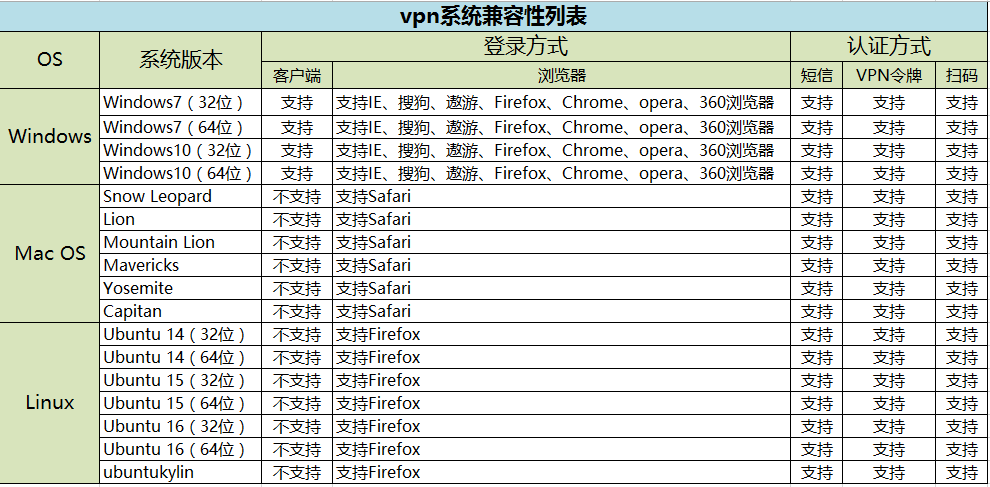 vpn系统兼容性列表
OS 系统版本 登录方式 认证方式
客户端 浏览器 短信 VPN令牌 扫码
Windows
Windows7（32位） 支持 支持IE、搜狗、遨游、Firefox、Chrome、opera、360浏览器 支持 支持 支持
Windows7（64位） 支持 支持IE、搜狗、遨游、Firefox、Chrome、opera、360浏览器 支持 支持 支持
Windows10（32位） 支持 支持IE、搜狗、遨游、Firefox、Chrome、opera、360浏览器 支持 支持 支持
Windows10（64位） 支持 支持IE、搜狗、遨游、Firefox、Chrome、opera、360浏览器 支持 支持 支持
Mac OS
Snow Leopard 不支持 支持Safari 支持 支持 支持
Lion 不支持 支持Safari 支持 支持 支持
Mountain Lion 不支持 支持Safari 支持 支持 支持
Mavericks 不支持 支持Safari 支持 支持 支持
Yosemite 不支持 支持Safari 支持 支持 支持
Capitan 不支持 支持Safari 支持 支持 支持
Linux
Ubuntu 14（32位） 不支持 支持Firefox 支持 支持 支持
Ubuntu 14（64位） 不支持 支持Firefox 支持 支持 支持
Ubuntu 15（32位） 不支持 支持Firefox 支持 支持 支持
Ubuntu 15（64位） 不支持 支持Firefox 支持 支持 支持
Ubuntu 16（32位） 不支持 支持Firefox 支持 支持 支持
Ubuntu 16（64位） 不支持 支持Firefox 支持 支持 支持
ubuntukylin 不支持 支持Firefox 支持 支持 支持